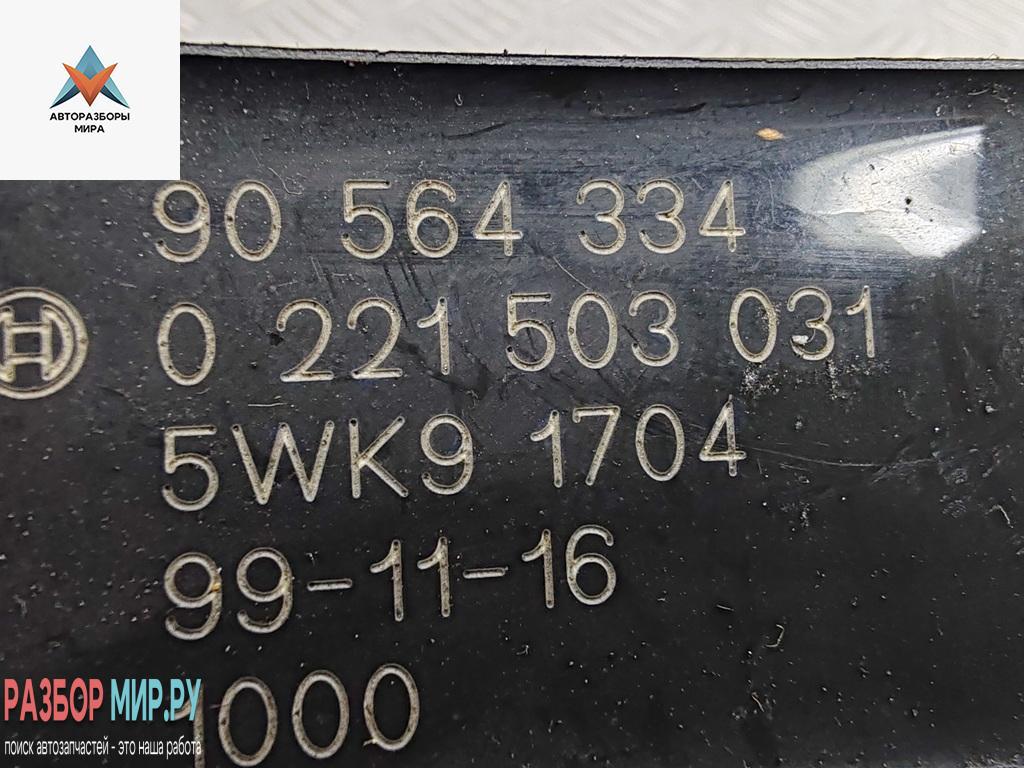 АВТОРАЗБОРЫ
МИРА
90 564 334
0 221 503 031
5WK9 1704
99-11-16
1000
РАЗБОР МИР.РУ
поиск автозапчастей - это наша работа